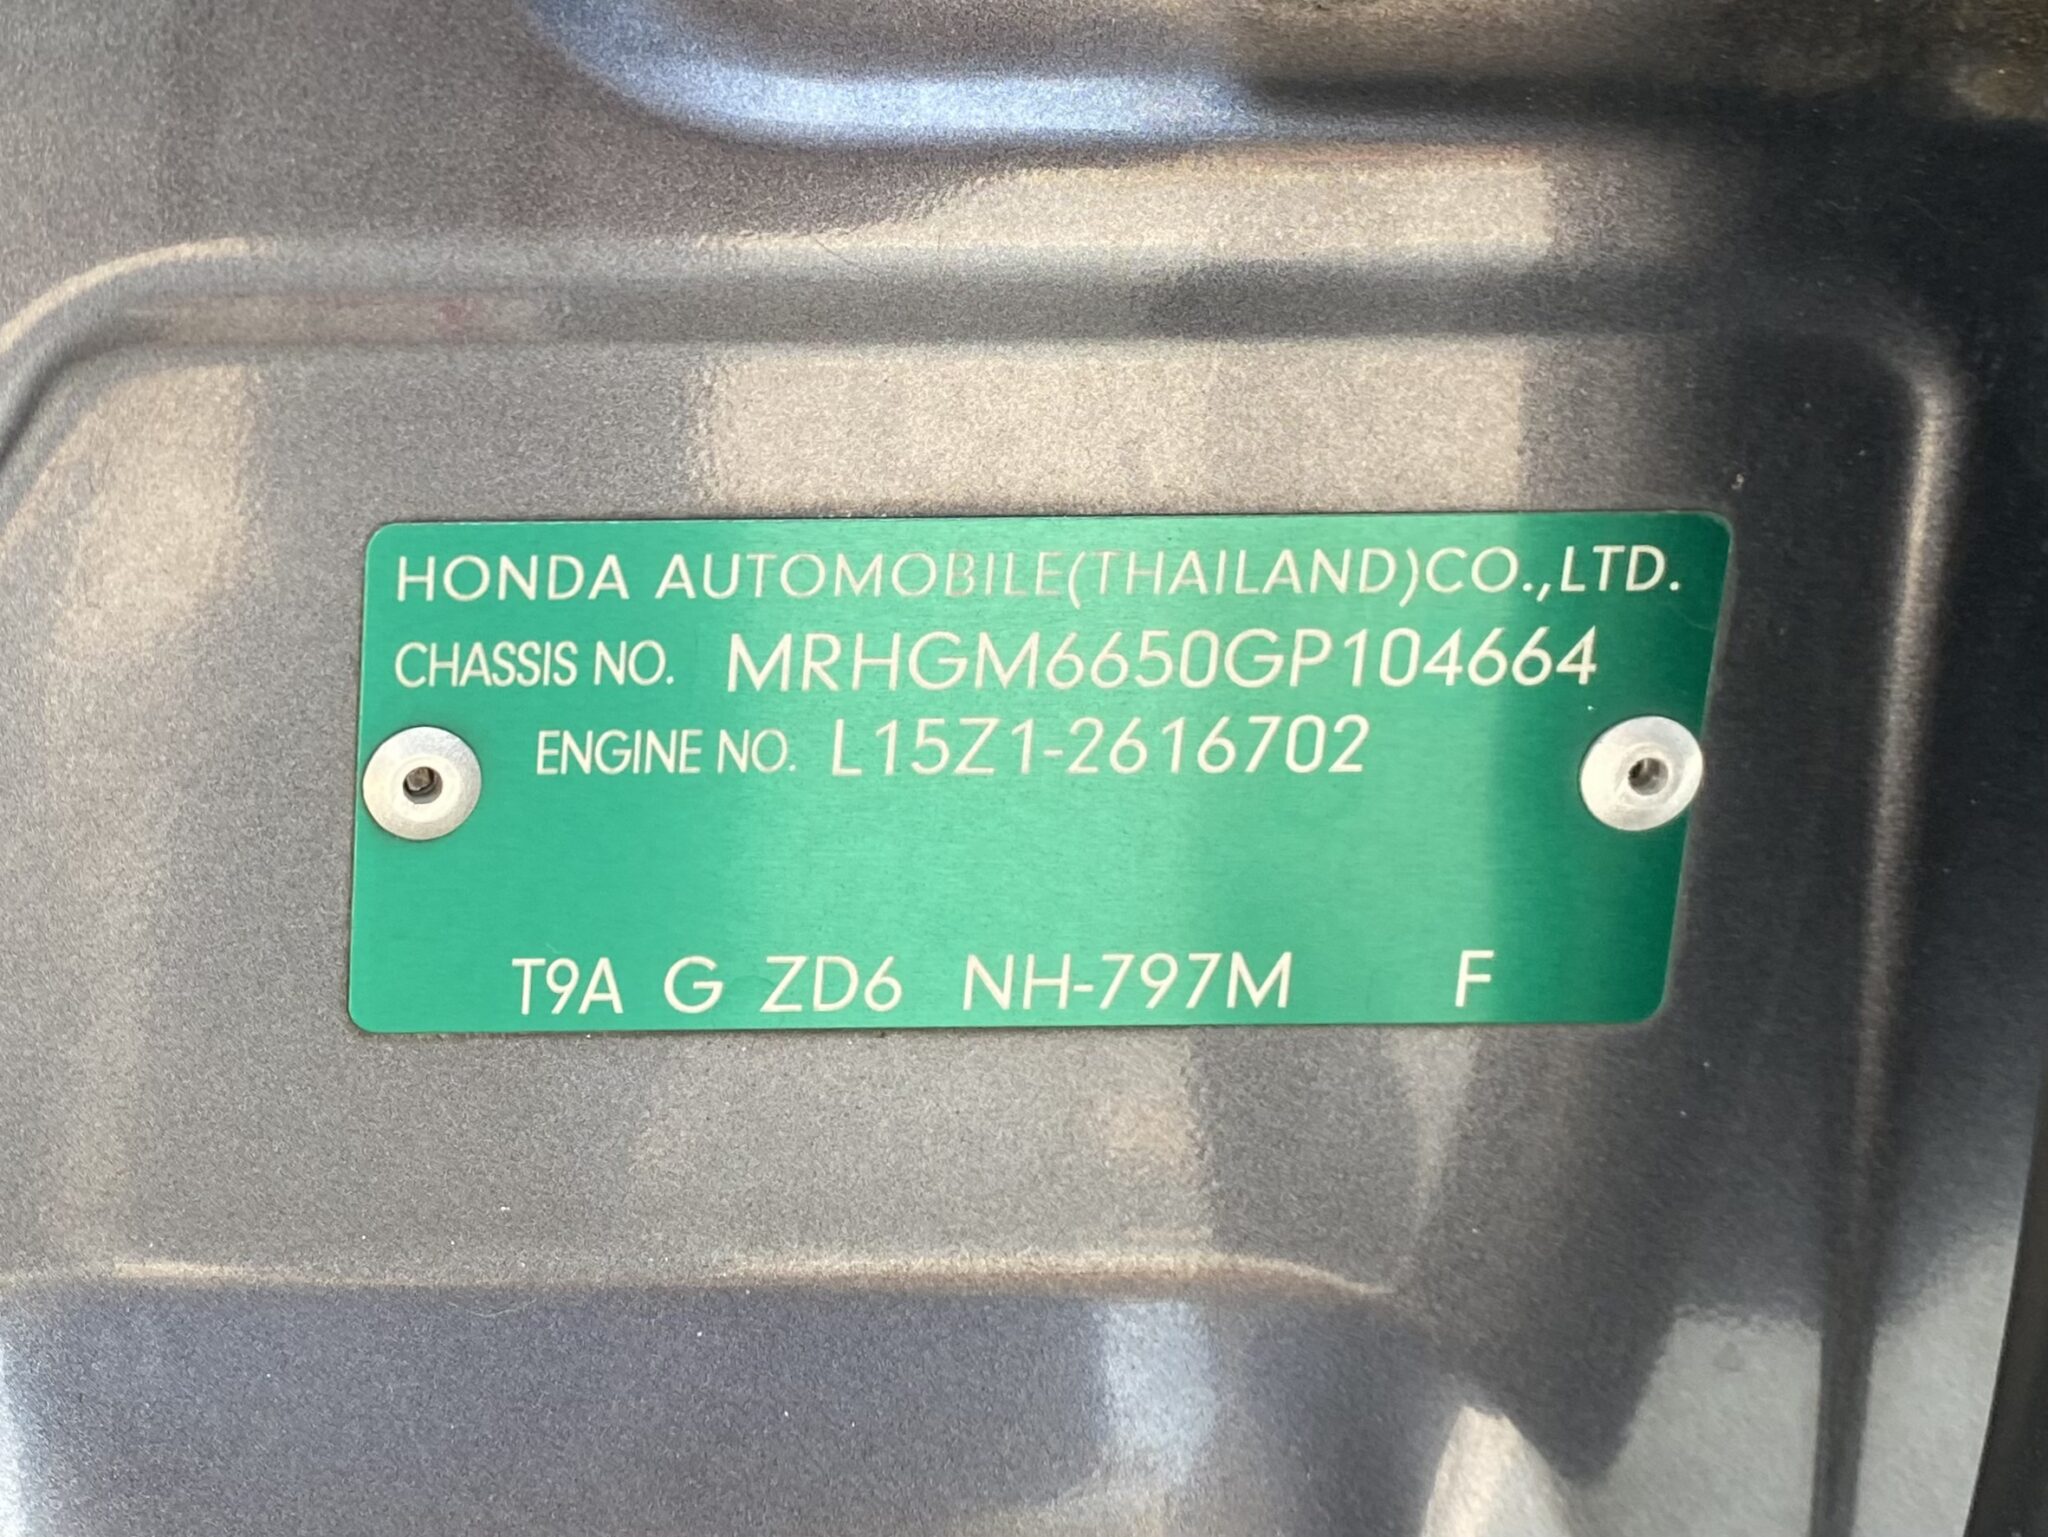 HONDA AUTOMOBILE(THAILAND)CO.,LTD.
CHASSIS NO. MRHGM6650GP104664
ENGINE NO. L15Z1-2616702
T9A G ZD6 NH-797M F